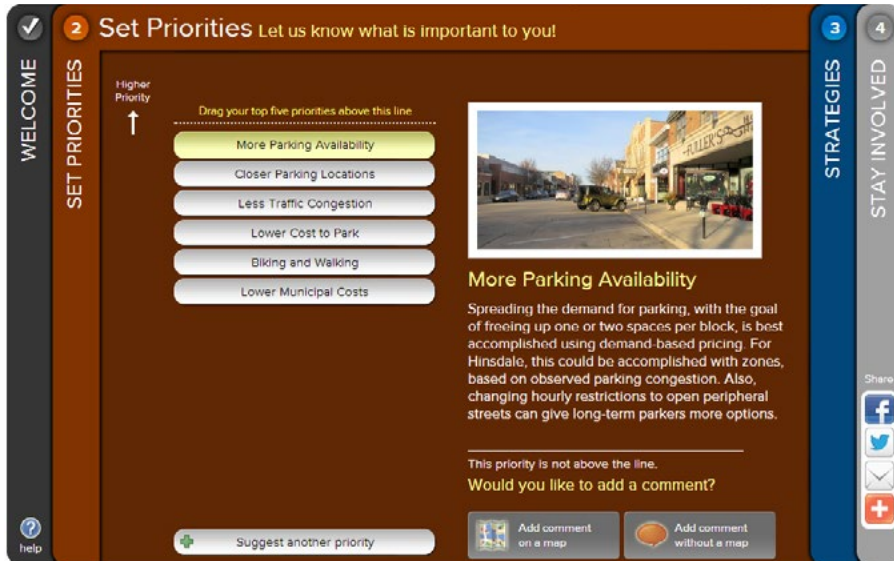 WELCOME
help
2 Set Priorities Let us know what is important to you!
SET PRIORITIES
Higher
Priority
Drag your top five priorities above this line
More Parking Availability
Closer Parking Locations
Less Traffic Congestion
Lower Cost to Park
Biking and Walking
Lower Municipal Costs
Suggest another priority
FULLER'S
More Parking Availability
Spreading the demand for parking, with the goal
of freeing up one or two spaces per block, is best
accomplished using demand-based pricing. For
Hinsdale, this could be accomplished with zones,
based on observed parking congestion. Also,
changing hourly restrictions to open peripheral
streets can give long-term parkers more options.
This priority is not above the line.
Would you like to add a comment?
Add comment
on a map
Add comment
without a map
3
STRATEGIES
4
STAY INVOLVED
Share